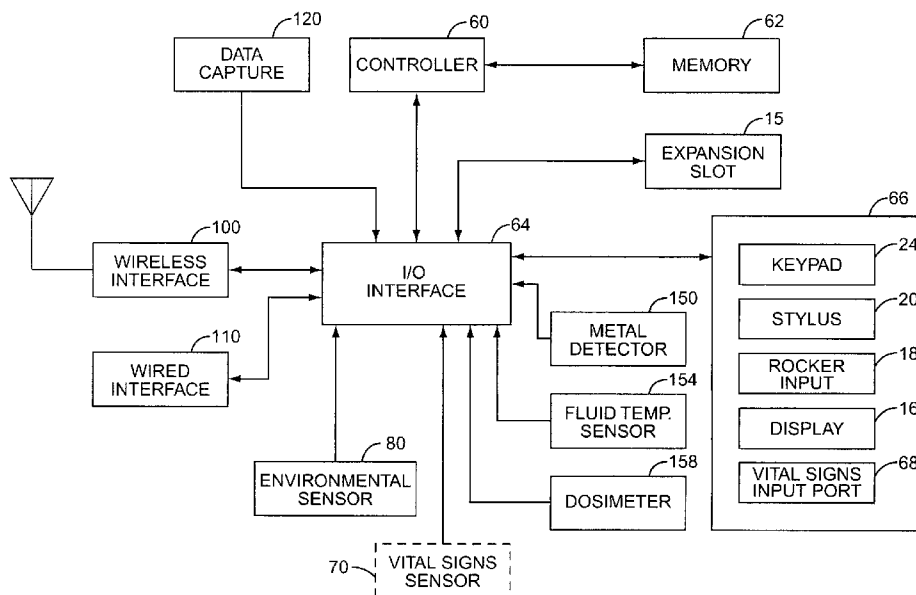 120
DATA
CAPTURE
60
CONTROLLER
62
MEMORY
15
EXPANSION
SLOT
66
100
WIRELESS
INTERFACE
64
I/O
INTERFACE
24
KEYPAD
20
STYLUS
18
ROCKER
INPUT
16
DISPLAY
68
VITAL SIGNS
INPUT PORT
110
WIRED
INTERFACE
150
METAL
DETECTOR
154
FLUID TEMP.
SENSOR
80
ENVIRONMENTAL
SENSOR
158
DOSIMETER
70
VITAL SIGNS
SENSOR